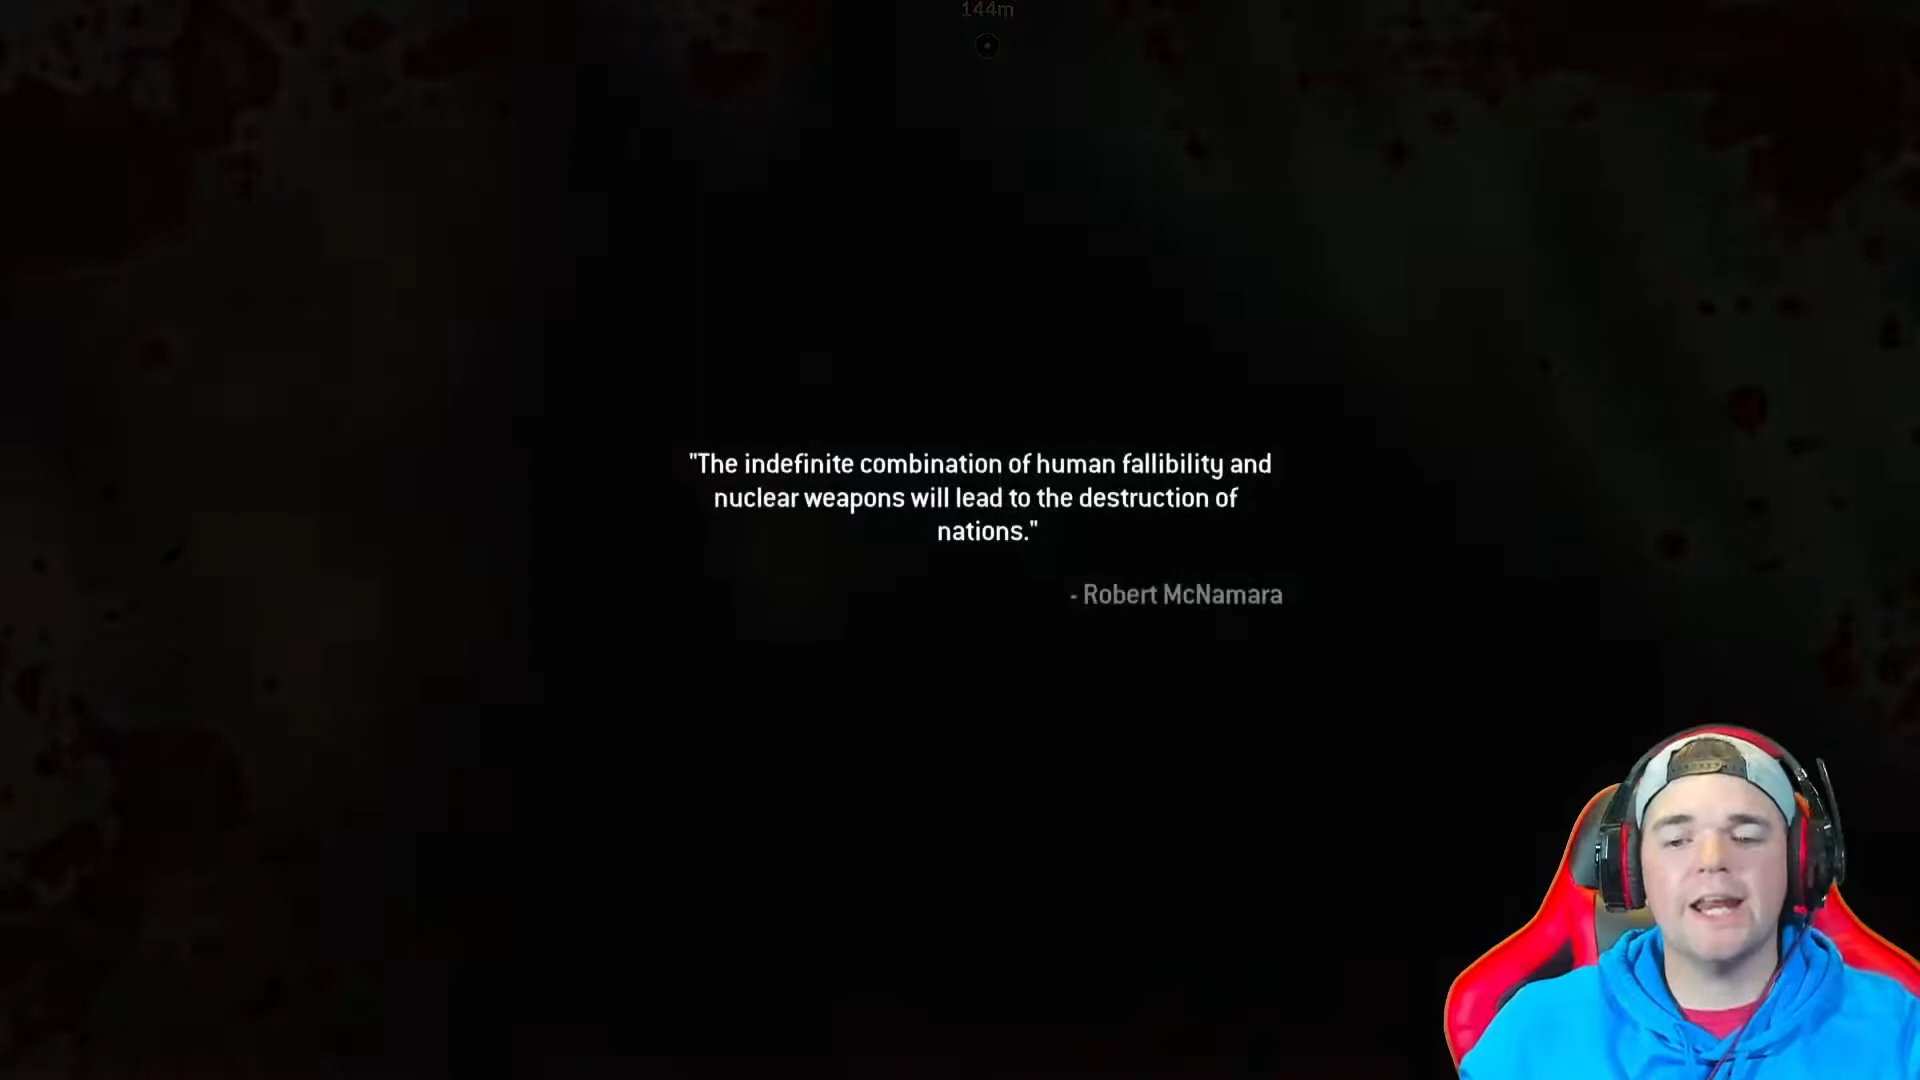 144m
"The indefinite combination of human fallibility and
nuclear weapons will lead to the destruction of
nations."
- Robert McNamara